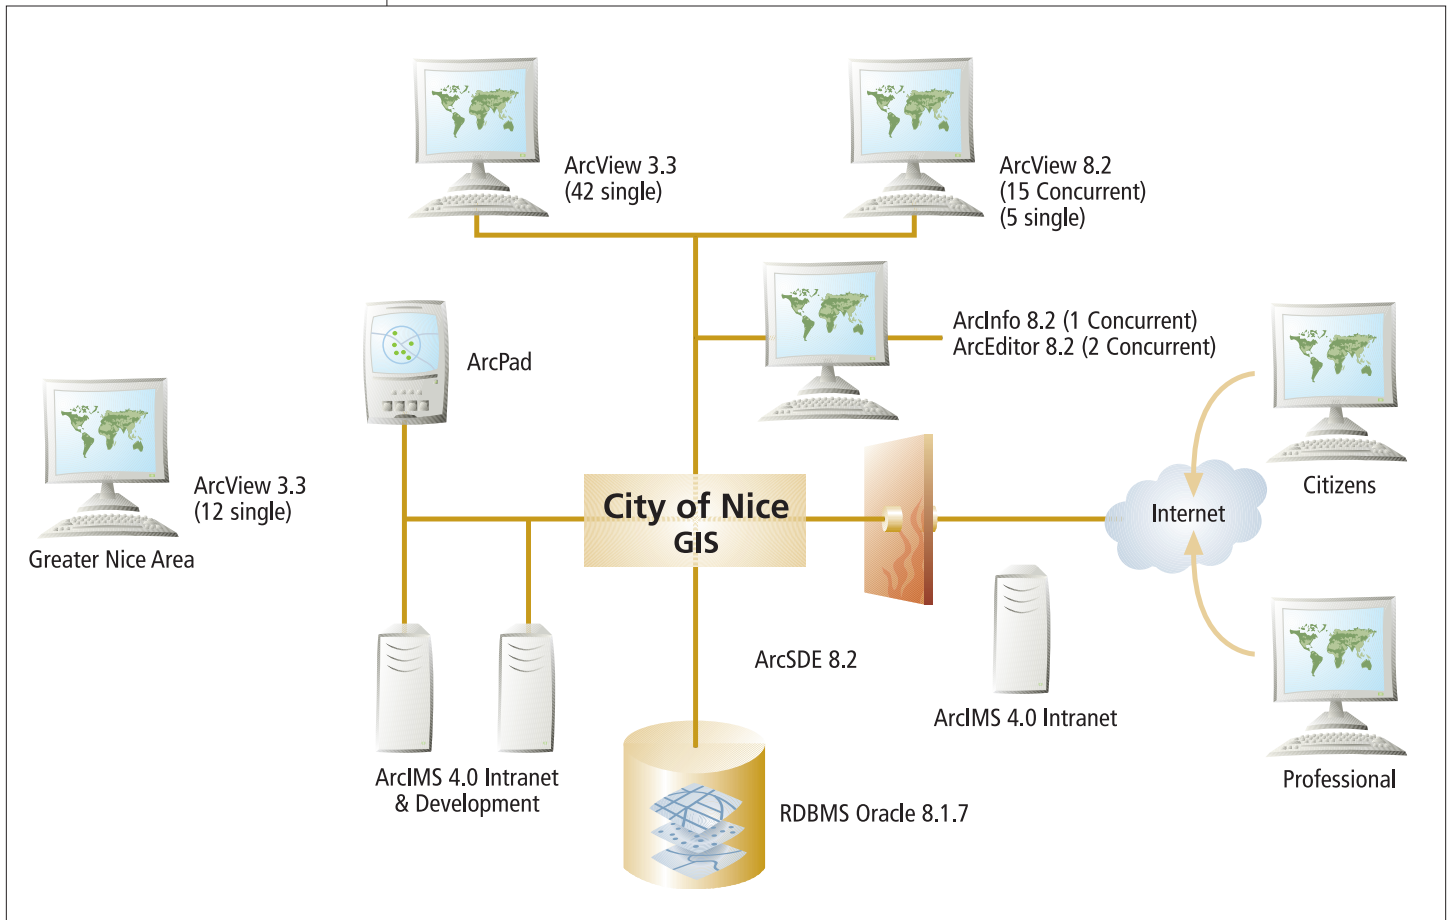 ArcView 3.3
(42 single)
ArcView 8.2
(15 Concurrent)
(5 single)
ArcInfo 8.2 (1 Concurrent)
ArcEditor 8.2 (2 Concurrent)
ArcPad
ArcView 3.3
(12 single)
Greater Nice Area
City of Nice
GIS
Internet
Citizens
Professional
ArcSDE 8.2
ArcIMS 4.0 Intranet
ArcIMS 4.0 Intranet
& Development
RDBMS Oracle 8.1.7